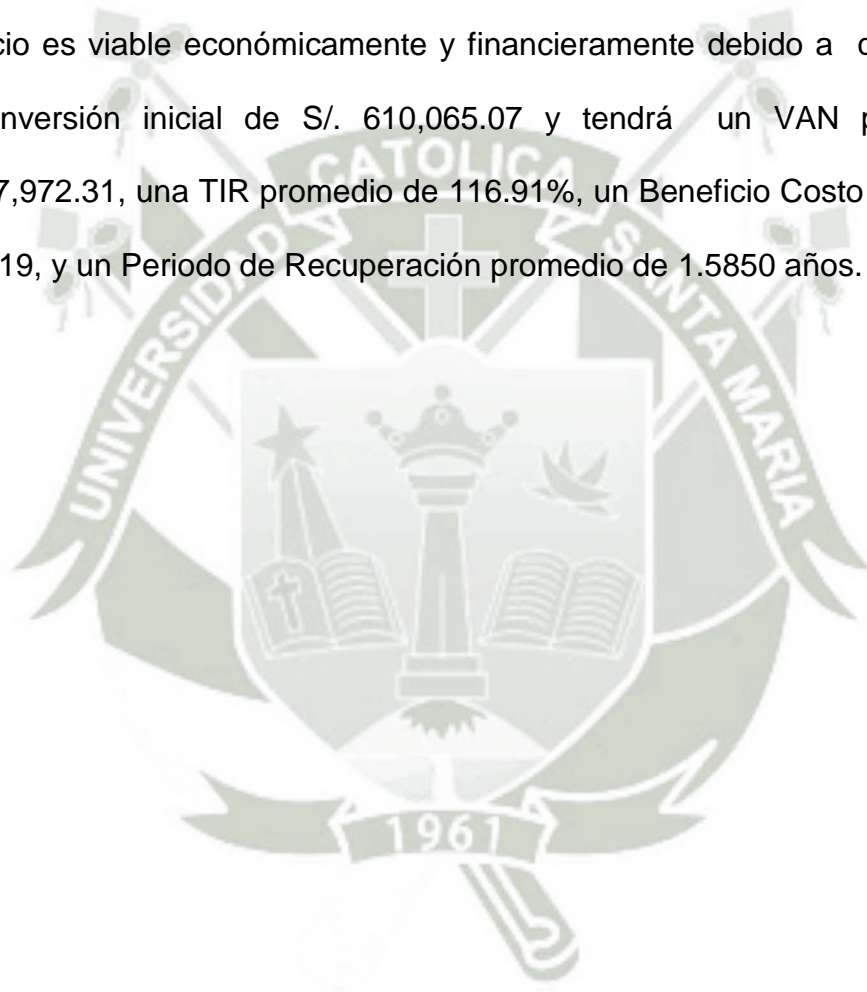 cio es viable económicamente y financieramente debido a
nversión inicial de S/. 610,065.07 y tendrá un VAN p
7,972.31, una TIR promedio de 116.91%, un Beneficio Costo
19, y un Periodo de Recuperación promedio de 1.5850 años.
UNIVERSIDAD CATOLICA SANTA MARIA
1961